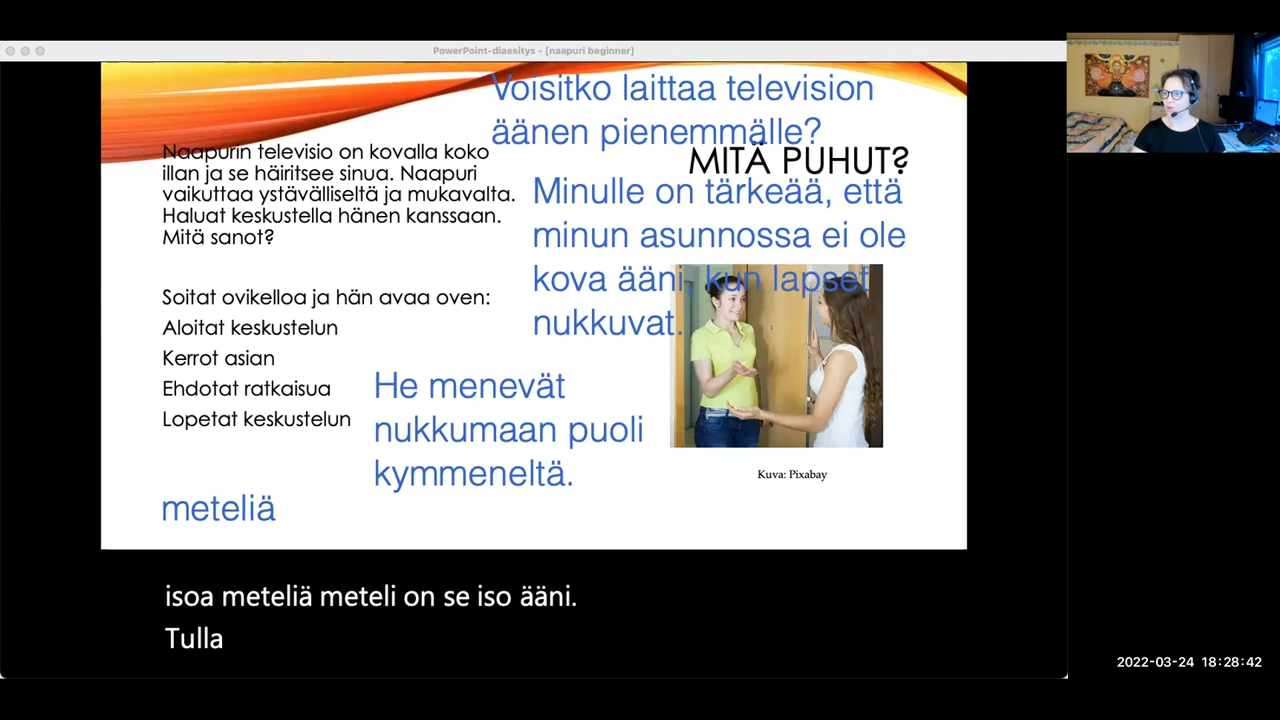 PowerPoint-diaesitys - [naapuri beginner]
Voisitko laittaa television
äänen pienemmälle?
MITÄ PUHUT?
Naapurin televisio on kovalla koko
illan ja se häiritsee sinua. Naapuri
vaikuttaa ystävälliseltä ja mukavalta.
Haluat keskustella hänen kanssaan.
Mitä sanot?
Minulle on tärkeää, että
minun asunnossa ei ole
kova ääni, kun lapset
nukkuvat.
Soitat ovikelloa ja hän avaa oven:
Aloitat keskustelun
Kerrot asian
Ehdotat ratkaisua
Lopetat keskustelun
He menevät
nukkumaan puoli
kymmeneltä.
Kuva: Pixabay
meteliä
isoa meteliä meteli on se iso ääni.
Tulla
2022-03-24 18:28:42